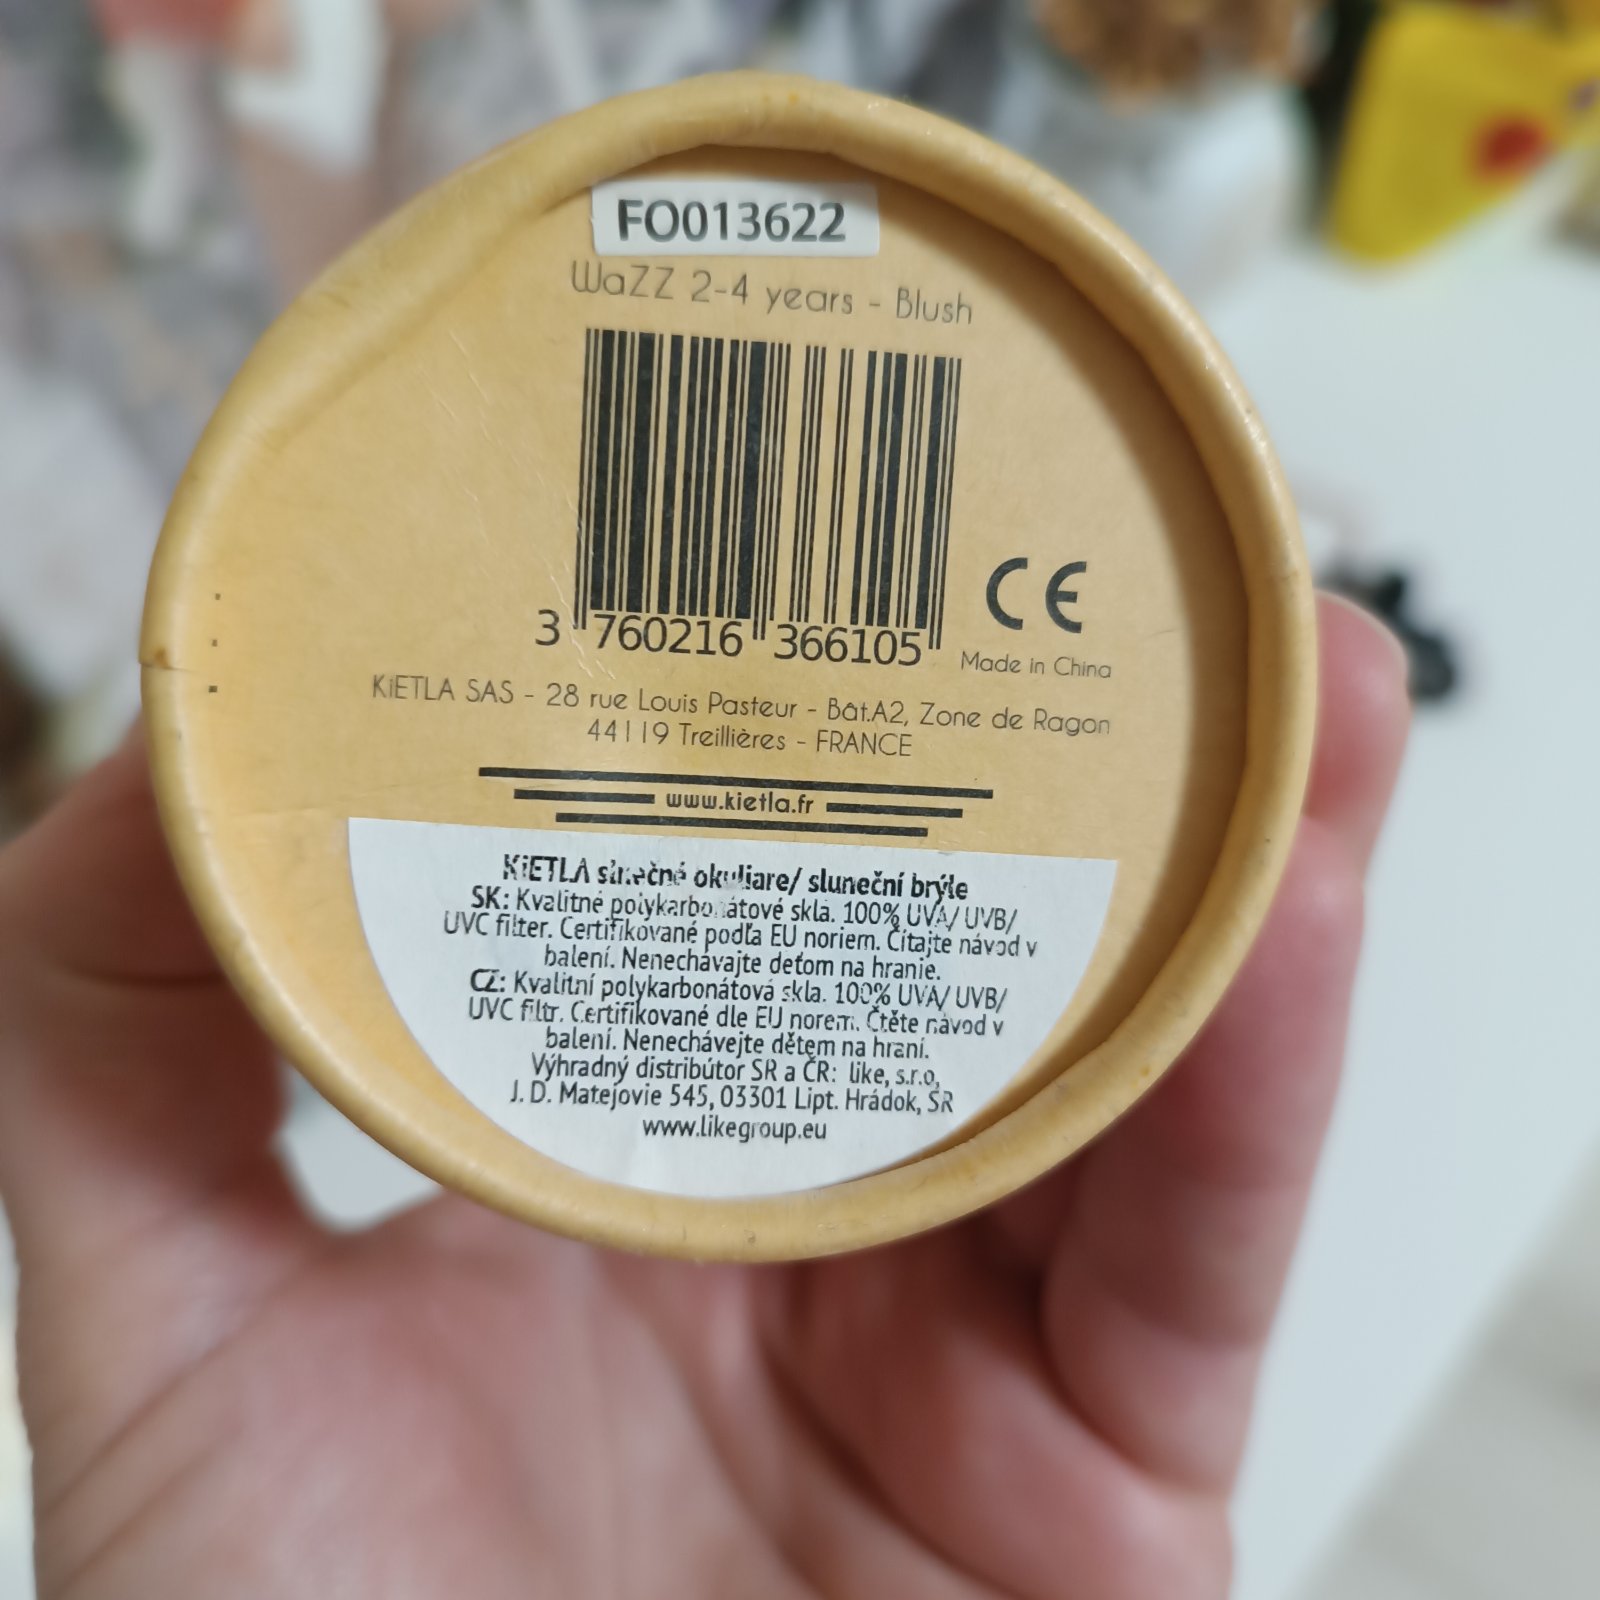 FO013622
WaZZ 2-4 years - Blush
3 760216 366105
CE
Made in China
KiETLA SAS - 28 rue Louis Pasteur - Bât.A2, Zone de Ragon
44119 Treillières - FRANCE
www.kietla.fr
KiETLA slnečné okuliare/ sluneční brýle
SK: Kvalitné polykarbonátové sklá. 100% UVA/ UVB/
UVC filter. Certifikované podľa EU noriem. Čítajte návod v
balení. Nenechávajte deťom na hranie.
CZ: Kvalitní polykarbonátová skla. 100% UVA/ UVB/
UVC filtr. Certifikované dle EU norem. Čtěte návod v
balení. Nenechávejte dětem na hraní.
Výhradný distribútor SR a ČR: like, s.r.o,
J. D. Matejovie 545, 03301 Lipt. Hrádok, SR
www.likegroup.eu